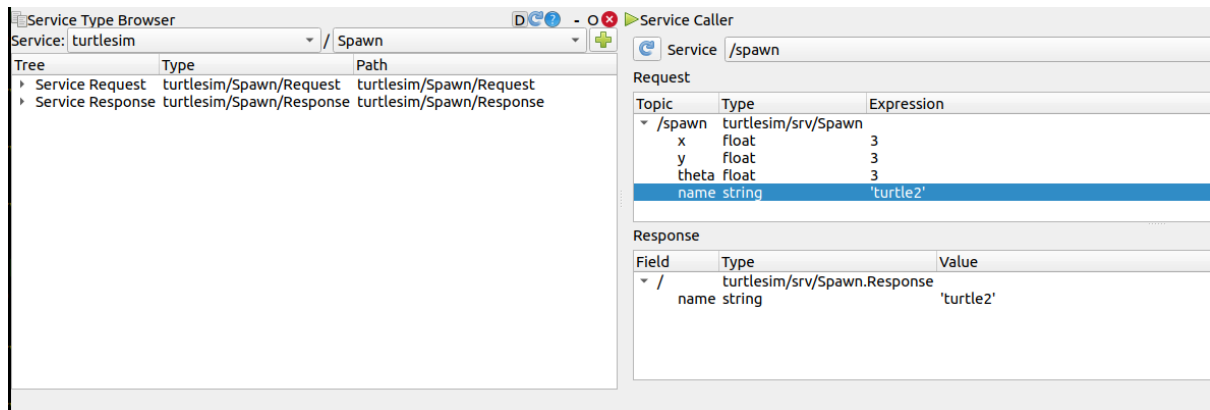 Service Type Browser
D ? - O
Service: turtlesim / Spawn
Tree Type Path
Service Request turtlesim/Spawn/Request turtlesim/Spawn/Request
Service Response turtlesim/Spawn/Response turtlesim/Spawn/Response
Service Caller
Service /spawn
Request
Topic Type Expression
/spawn turtlesim/srv/Spawn
x float 3
y float 3
theta float 3
name string 'turtle2'
Response
Field Type Value
/ turtlesim/srv/Spawn.Response
name string 'turtle2'